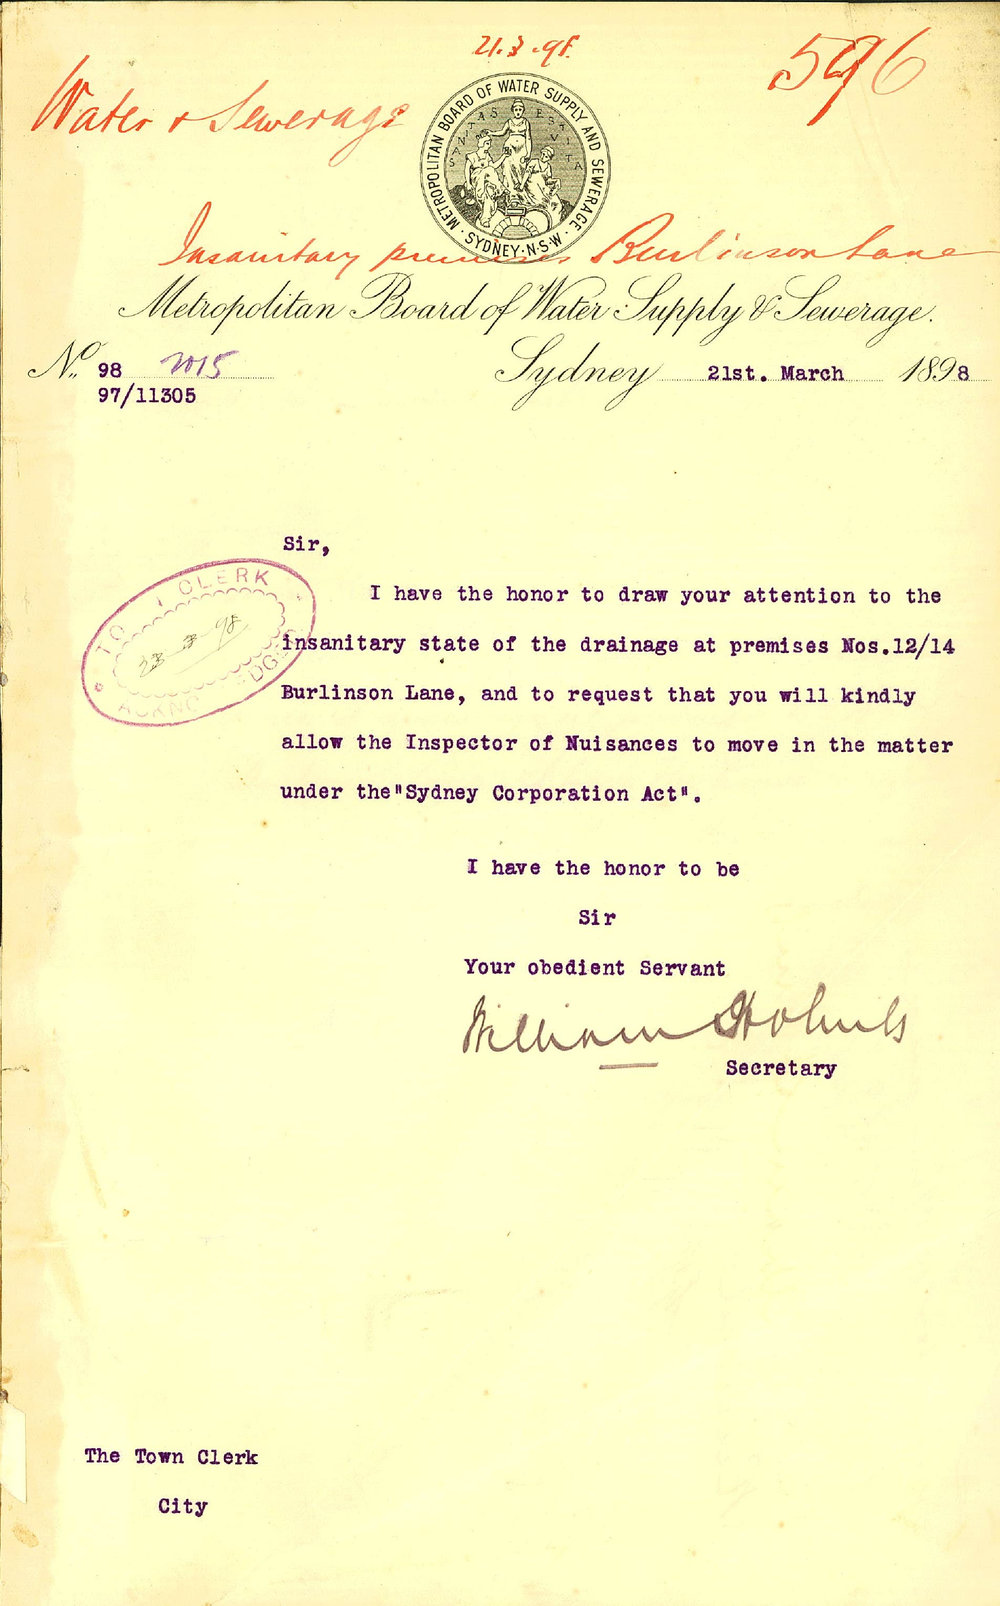 21.3.98.
596
Water & Sewerage
METROPOLITAN BOARD OF WATER SUPPLY AND SEWERAGE
SANITAS ESK VITA
· SYDNEY · N·S·W ·
Insanitary premises Burlinson Lane
Metropolitan Board of Water Supply & Sewerage.
No. 98 2015 Sydney 21st. March 1898
97/11305
Sir,
I have the honor to draw your attention to the
insanitary state of the drainage at premises Nos.12/14
Burlinson Lane, and to request that you will kindly
allow the Inspector of Nuisances to move in the matter
under the"Sydney Corporation Act".
CLERK
23-3-98
I have the honor to be
Sir
Your obedient Servant
William Holmes
Secretary
The Town Clerk
City